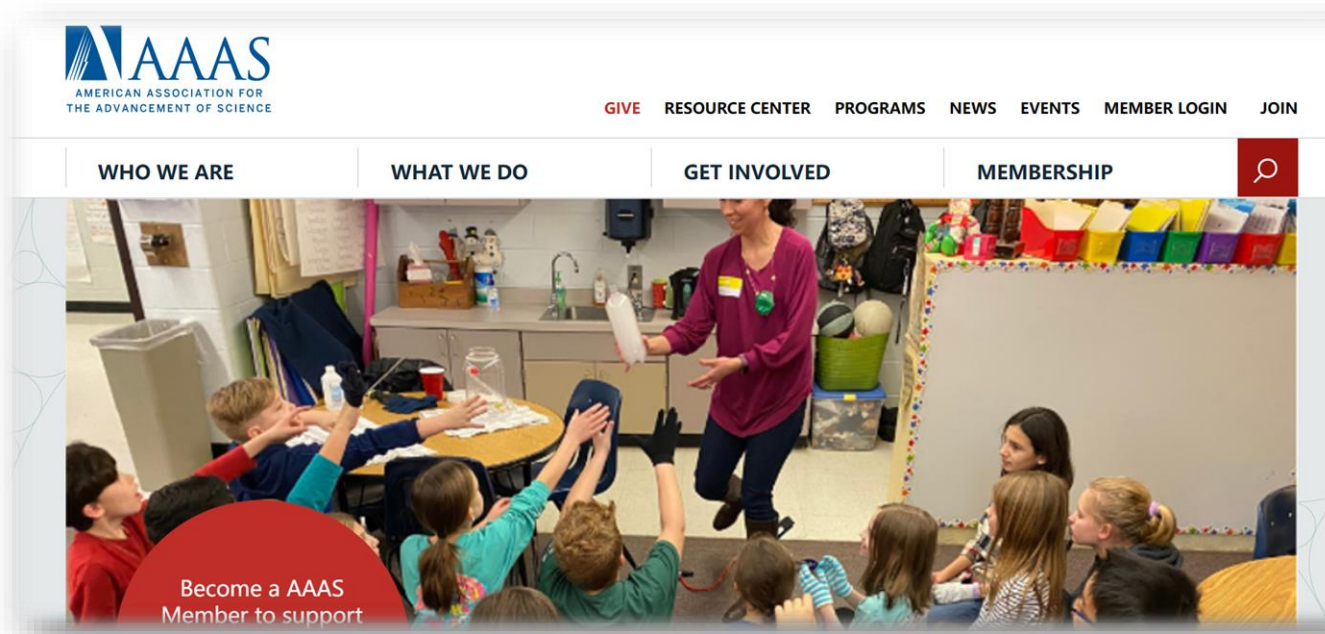 AAAS
AMERICAN ASSOCIATION FOR
THE ADVANCEMENT OF SCIENCE
GIVE RESOURCE CENTER PROGRAMS NEWS EVENTS MEMBER LOGIN JOIN
WHO WE ARE WHAT WE DO GET INVOLVED MEMBERSHIP
Become a AAAS
Member to support